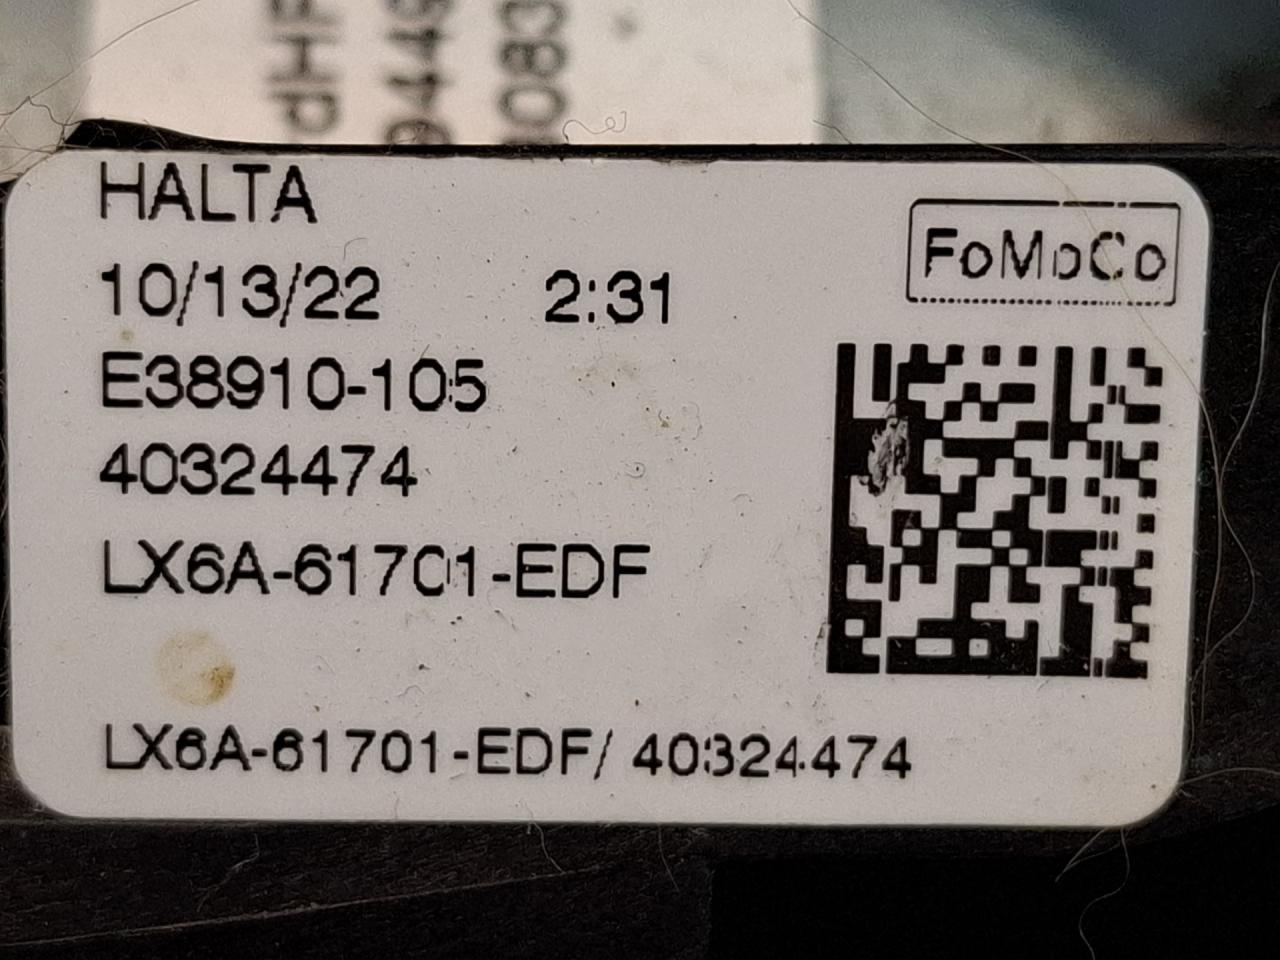 HALTA
FoMoCo
10/13/22 2:31
E38910-105
40324474
LX6A-61701-EDF
LX6A-61701-EDF/ 40324474